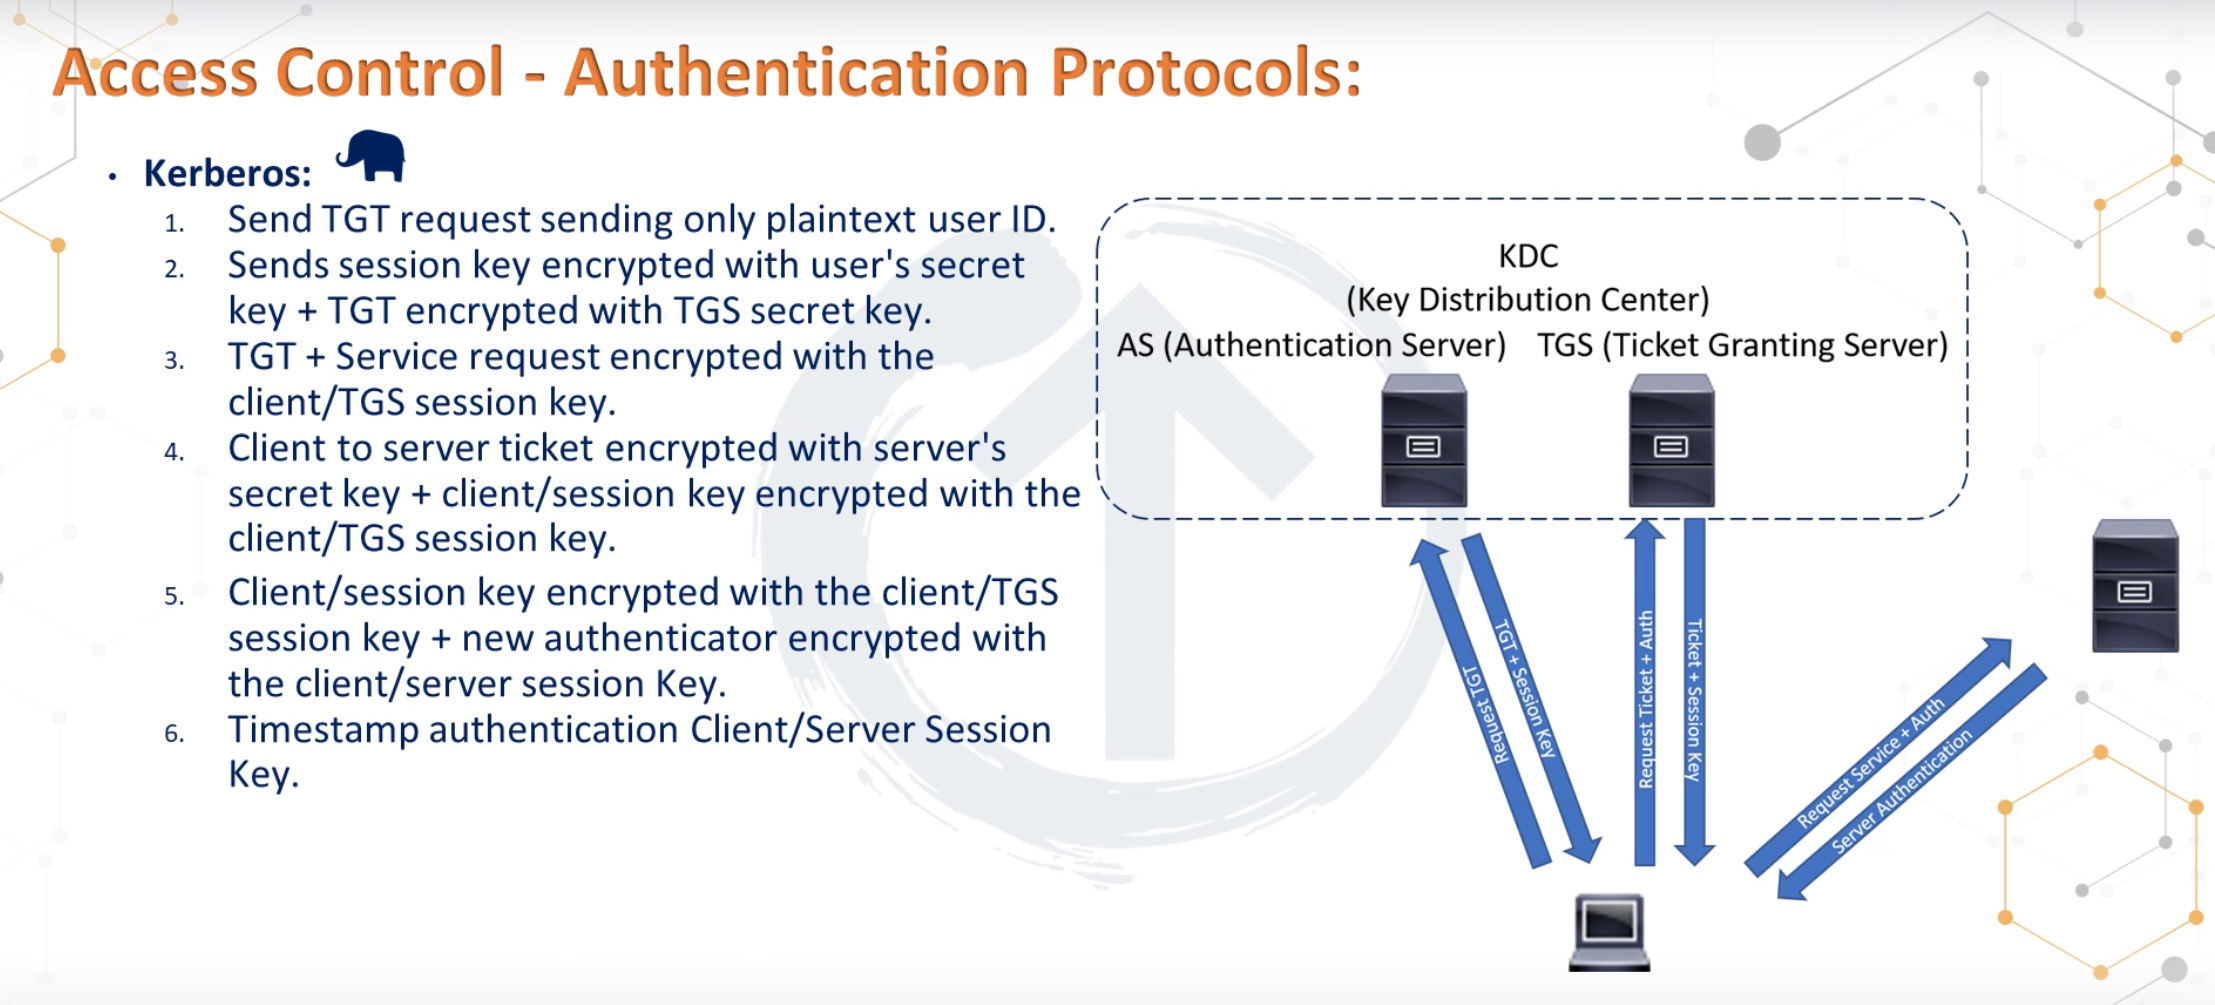 Access Control - Authentication Protocols:
• Kerberos:
1. Send TGT request sending only plaintext user ID.
2. Sends session key encrypted with user's secret
key + TGT encrypted with TGS secret key.
3. TGT + Service request encrypted with the
client/TGS session key.
4. Client to server ticket encrypted with server's
secret key + client/session key encrypted with the
client/TGS session key.
5. Client/session key encrypted with the client/TGS
session key + new authenticator encrypted with
the client/server session Key.
6. Timestamp authentication Client/Server Session
Key.
KDC
(Key Distribution Center)
AS (Authentication Server) TGS (Ticket Granting Server)
Request TGT
TGT + Session Key
Request Ticket + Auth
Ticket + Session Key
Request Service + Auth
Server Authentication